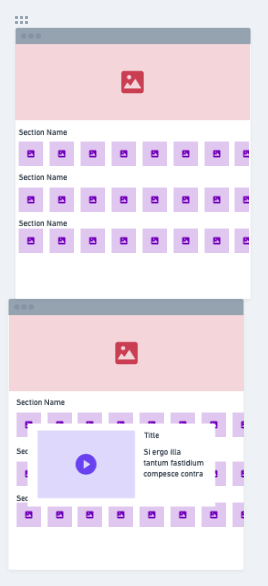 Section Name
Section Name
Section Name
Section Name
Title
Sec
Si ergo illa
tantum fastidium
compesce contra
Sec